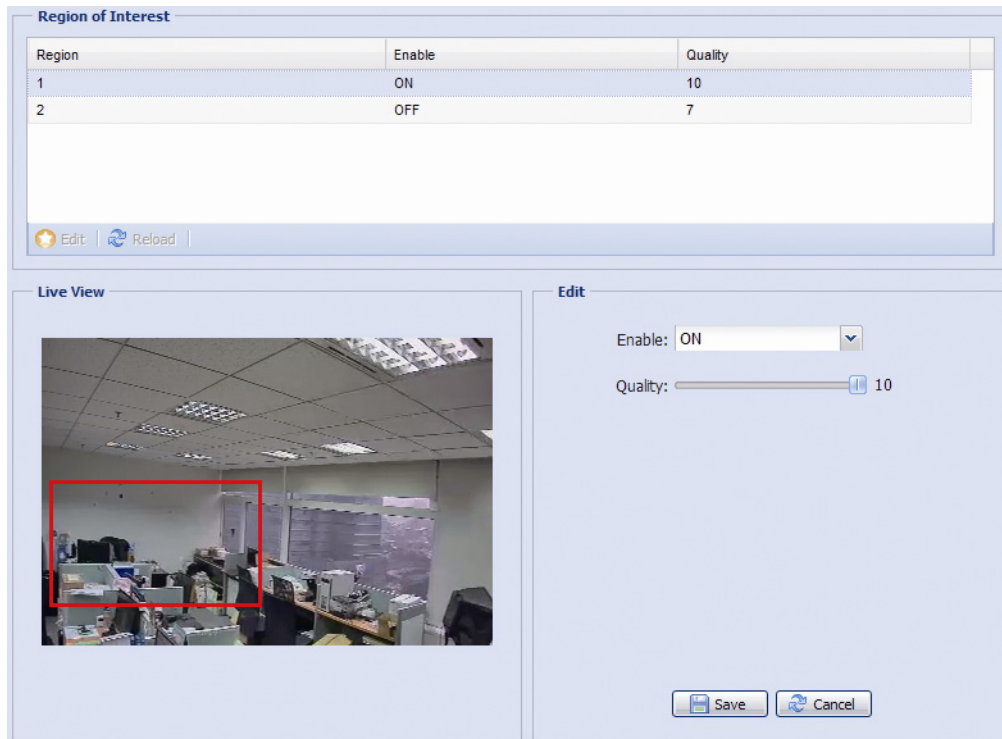 Region of Interest
Region Enable Quality
1 ON 10
2 OFF 7
Edit Reload
Live View
Edit
Enable: ON
Quality: 10
Save Cancel